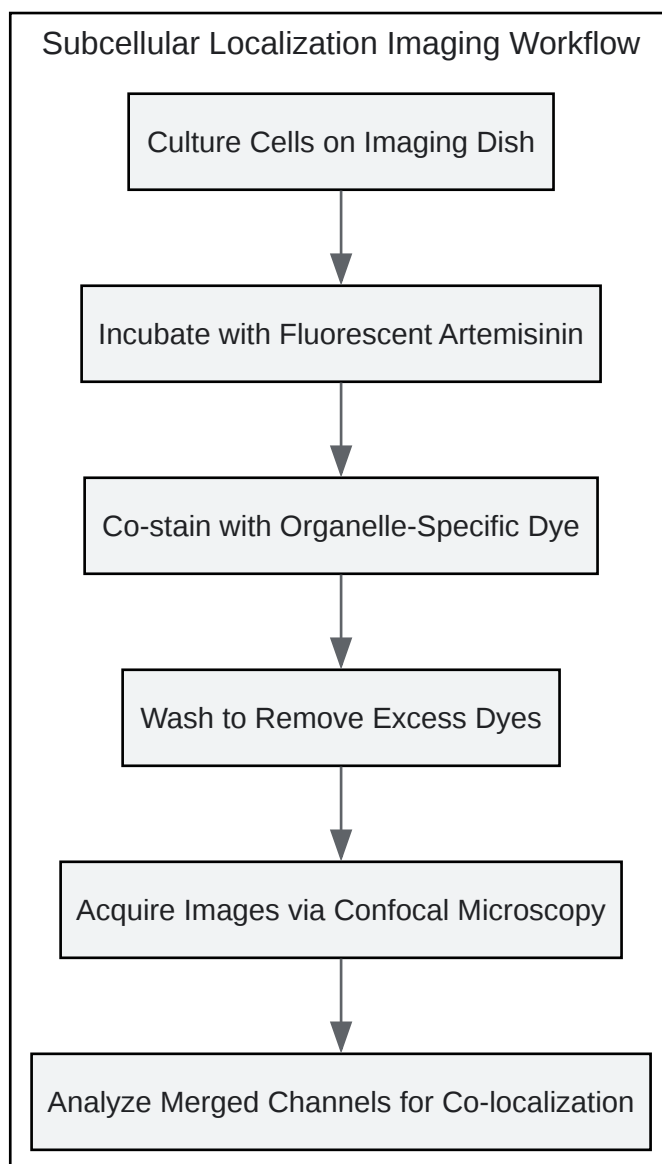 Subcellular Localization Imaging Workflow
Culture Cells on Imaging Dish
Incubate with Fluorescent Artemisinin
Co-stain with Organelle-Specific Dye
Wash to Remove Excess Dyes
Acquire Images via Confocal Microscopy
Analyze Merged Channels for Co-localization